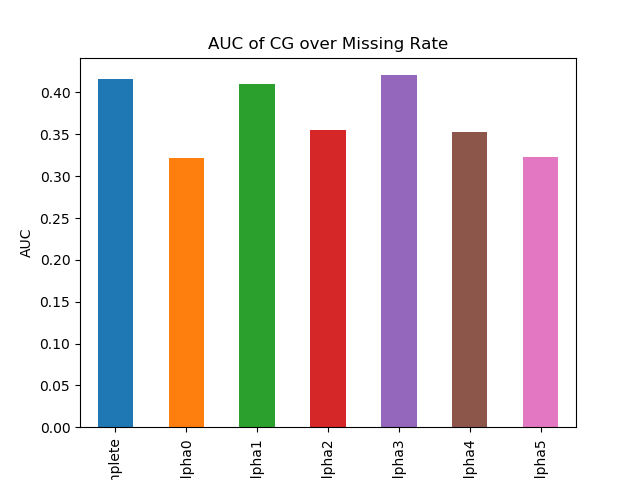 AUC of CG over Missing Rate
AUC
0.40
0.35
0.30
0.25
0.20
0.15
0.10
0.05
0.00
mplete
lpha0
lpha1
lpha2
lpha3
lpha4
lpha5